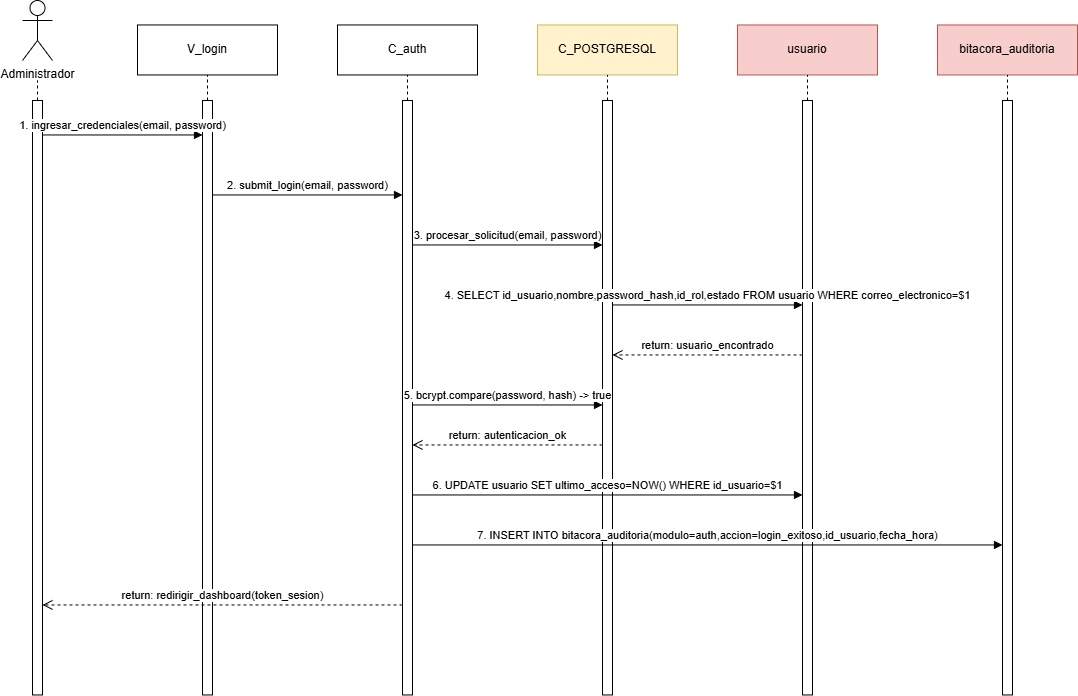 Administrador
V_login
C_auth
C_POSTGRESQL
usuario
bitacora_auditoria
1. ingresar_credenciales(email, password)
2. submit_login(email, password)
3. procesar_solicitud(email, password)
4. SELECT id_usuario,nombre,password_hash,id_rol,estado FROM usuario WHERE correo_electronico=$1
return: usuario_encontrado
5. bcrypt.compare(password, hash) -> true
return: autenticacion_ok
6. UPDATE usuario SET ultimo_acceso=NOW() WHERE id_usuario=$1
7. INSERT INTO bitacora_auditoria(modulo=auth,accion=login_exitoso,id_usuario,fecha_hora)
return: redirigir_dashboard(token_sesion)